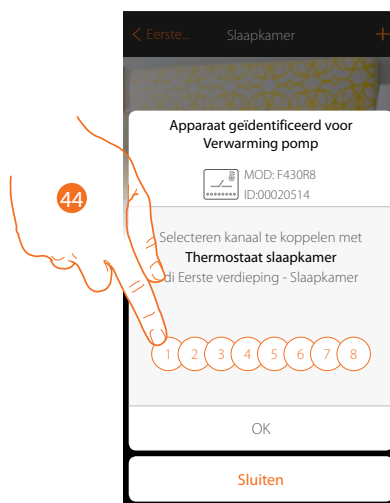 Eerste...
Slaapkamer
+
Apparaat geïdentificeerd voor
Verwarming pomp
MOD: F430R8
ID:00020514
44
Selecteren kanaal te koppelen met
Thermostaat slaapkamer
di Eerste verdieping - Slaapkamer
1 2 3 4 5 6 7 8
OK
Sluiten